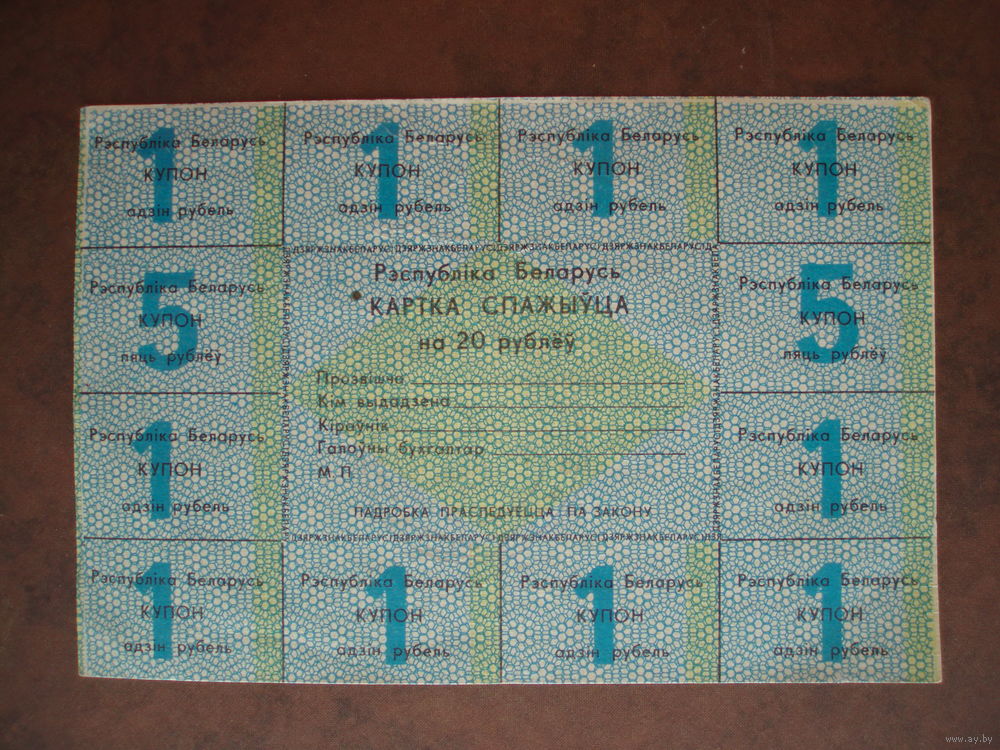 Рэспубліка Беларусь
1
КУПОН
адзін рубель
Рэспубліка Беларусь
1
КУПОН
адзін рубель
Рэспубліка Беларусь
1
КУПОН
адзін рубель
Рэспубліка Беларусь
1
КУПОН
адзін рубель
Рэспубліка Беларусь
5
КУПОН
пяць рублёў
ДЗЯРЖЗНАКБЕЛАРУСІДЗЯРЖЗНАКБЕЛАРУСІДЗЯРЖЗНАКБЕЛАРУСІДЗЯРЖЗНАКБЕЛАРУСІ
Рэспубліка Беларусь
КАРТКА СПАЖЫЎЦА
на 20 рублёў
Прозвішча
Кім выдадзена
Кіраўнік
Галоўны бухгалтар
М. П.
ПАДРОБКА ПРАСЛЕДУЕЦЦА ПА ЗАКОНУ
ДЗЯРЖЗНАКБЕЛАРУСІДЗЯРЖЗНАКБЕЛАРУСІДЗЯРЖЗНАКБЕЛАРУСІДЗЯРЖЗНАКБЕЛАРУСІ
Рэспубліка Беларусь
5
КУПОН
пяць рублёў
Рэспубліка Беларусь
1
КУПОН
адзін рубель
Рэспубліка Беларусь
1
КУПОН
адзін рубель
Рэспубліка Беларусь
1
КУПОН
адзін рубель
Рэспубліка Беларусь
1
КУПОН
адзін рубель
Рэспубліка Беларусь
1
КУПОН
адзін рубель
Рэспубліка Беларусь
1
КУПОН
адзін рубель
www.ay.by